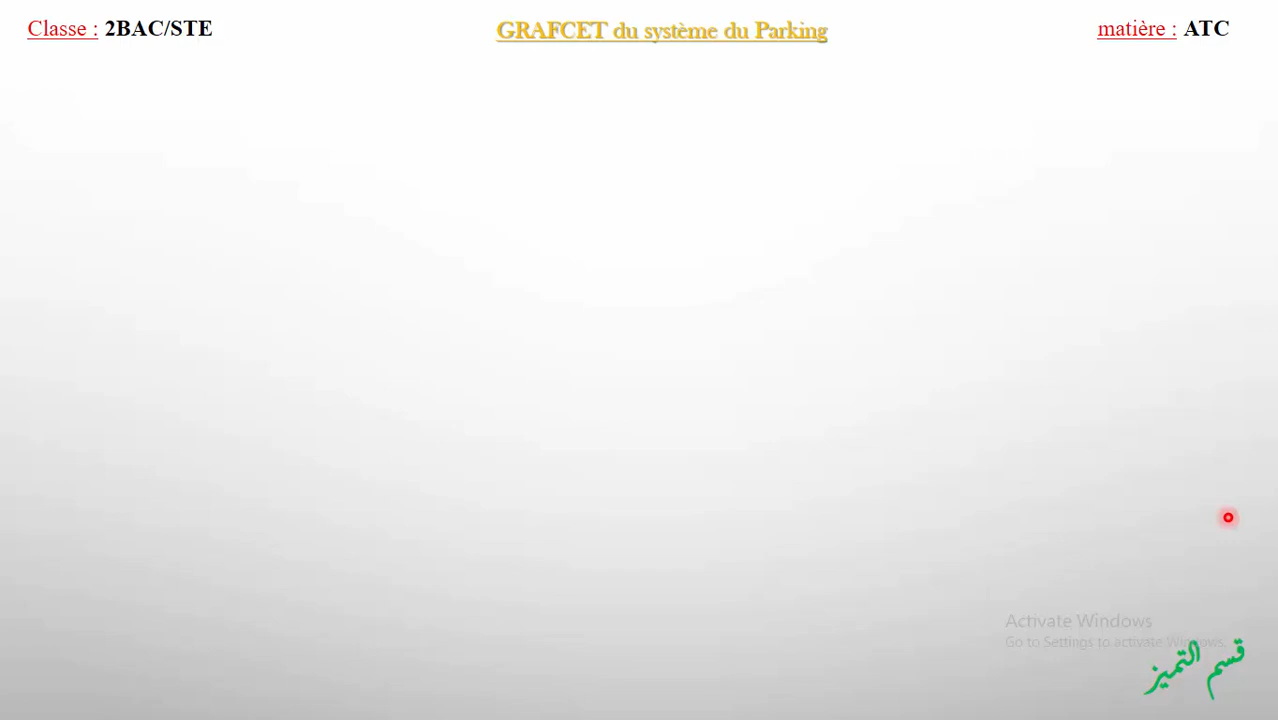 Classe : 2BAC/STE
GRAFCET du système du Parking
matière : ATC
Activate Windows
Go to Settings to activate Windows.
قسم التميز